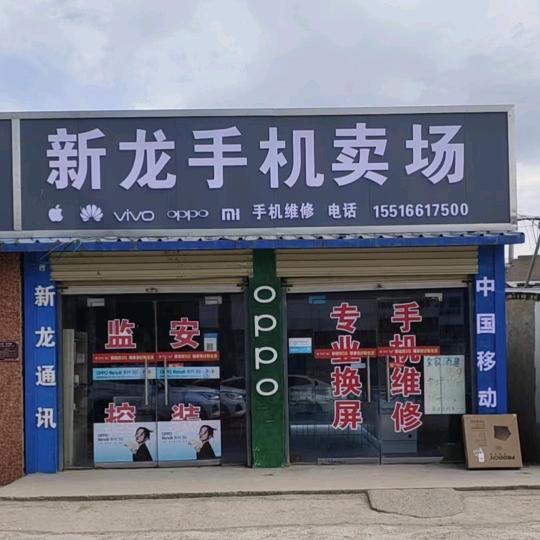 新龙手机卖场
vivo oppo mi 手机维修 电话 15516617500
新龙通讯
监控
安装
oppo
专业换屏
手机维修
中国移动